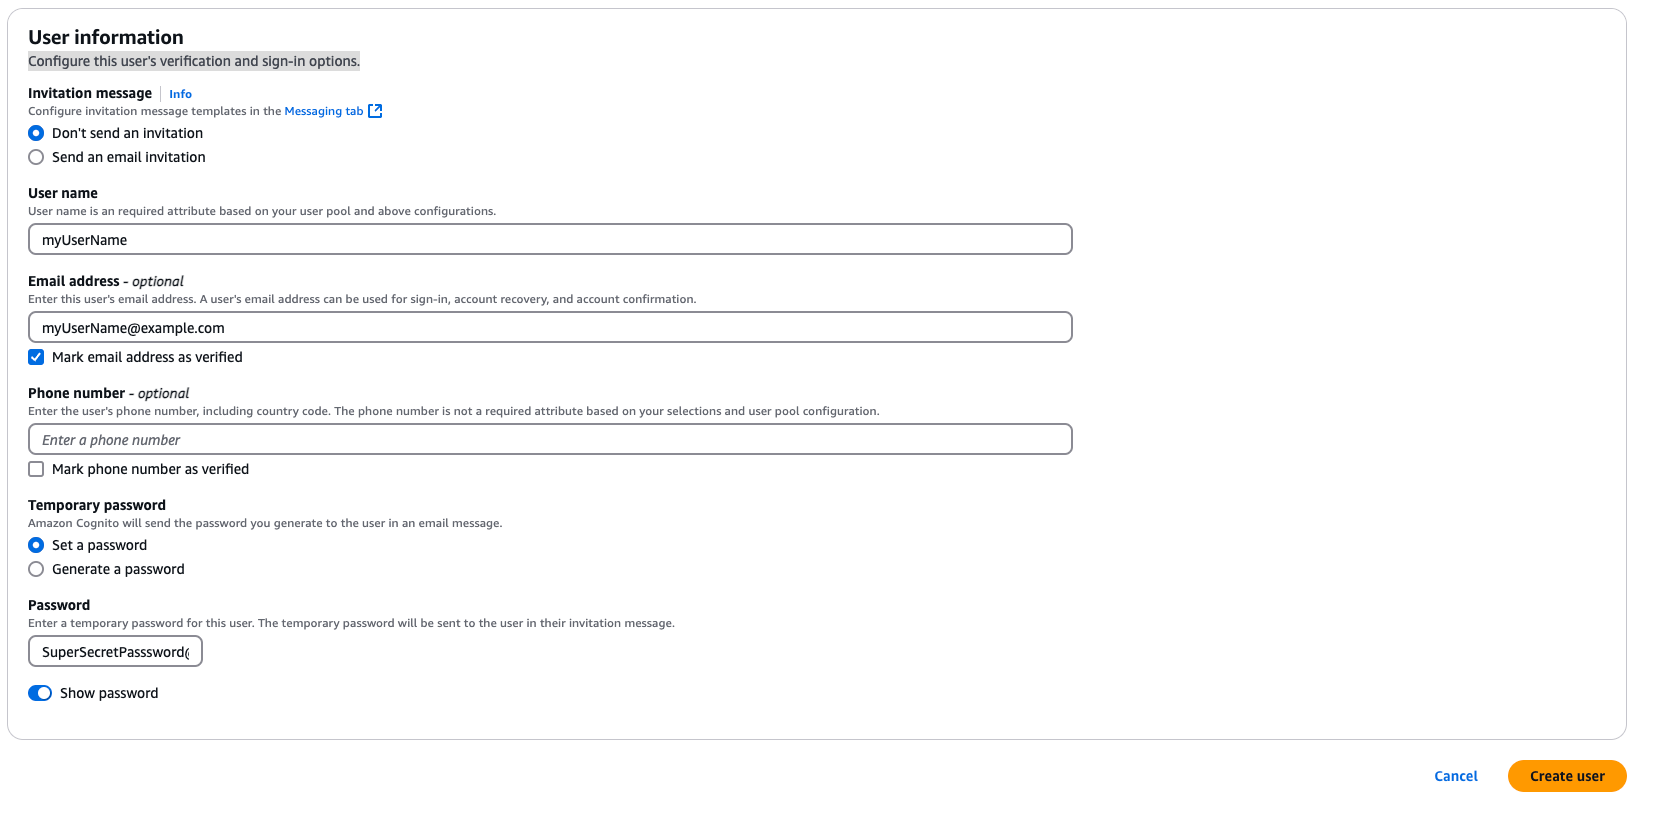 User information
Configure this user's verification and sign-in options.
Invitation message Info
Configure invitation message templates in the Messaging tab
Don't send an invitation
Send an email invitation
User name
User name is an required attribute based on your user pool and above configurations.
myUserName
Email address - optional
Enter this user's email address. A user's email address can be used for sign-in, account recovery, and account confirmation.
myUserName@example.com
Mark email address as verified
Phone number - optional
Enter the user's phone number, including country code. The phone number is not a required attribute based on your selections and user pool configuration.
Enter a phone number
Mark phone number as verified
Temporary password
Amazon Cognito will send the password you generate to the user in an email message.
Set a password
Generate a password
Password
Enter a temporary password for this user. The temporary password will be sent to the user in their invitation message.
SuperSecretPasssword@
Show password
Cancel Create user